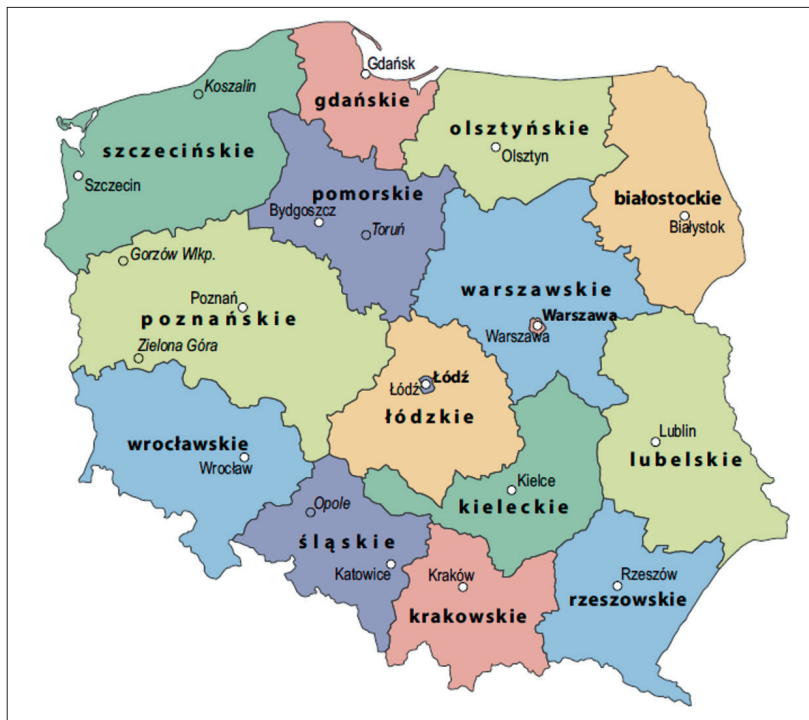 Gdańsk
Koszalin
gdańskie
olsztyńskie
szczecińskie
Olsztyn
Szczecin
pomorskie
białostockie
Bydgoszcz
Toruń
Białystok
Gorzów Wlkp.
warszawskie
Poznań
poznańskie
Warszawa
Warszawa
Zielona Góra
Łódź
Łódź
łódzkie
wrocławskie
Lublin
Wrocław
lubelskie
Kielce
kieleckie
Opole
śląskie
Katowice
Kraków
Rzeszów
rzeszowskie
krakowskie